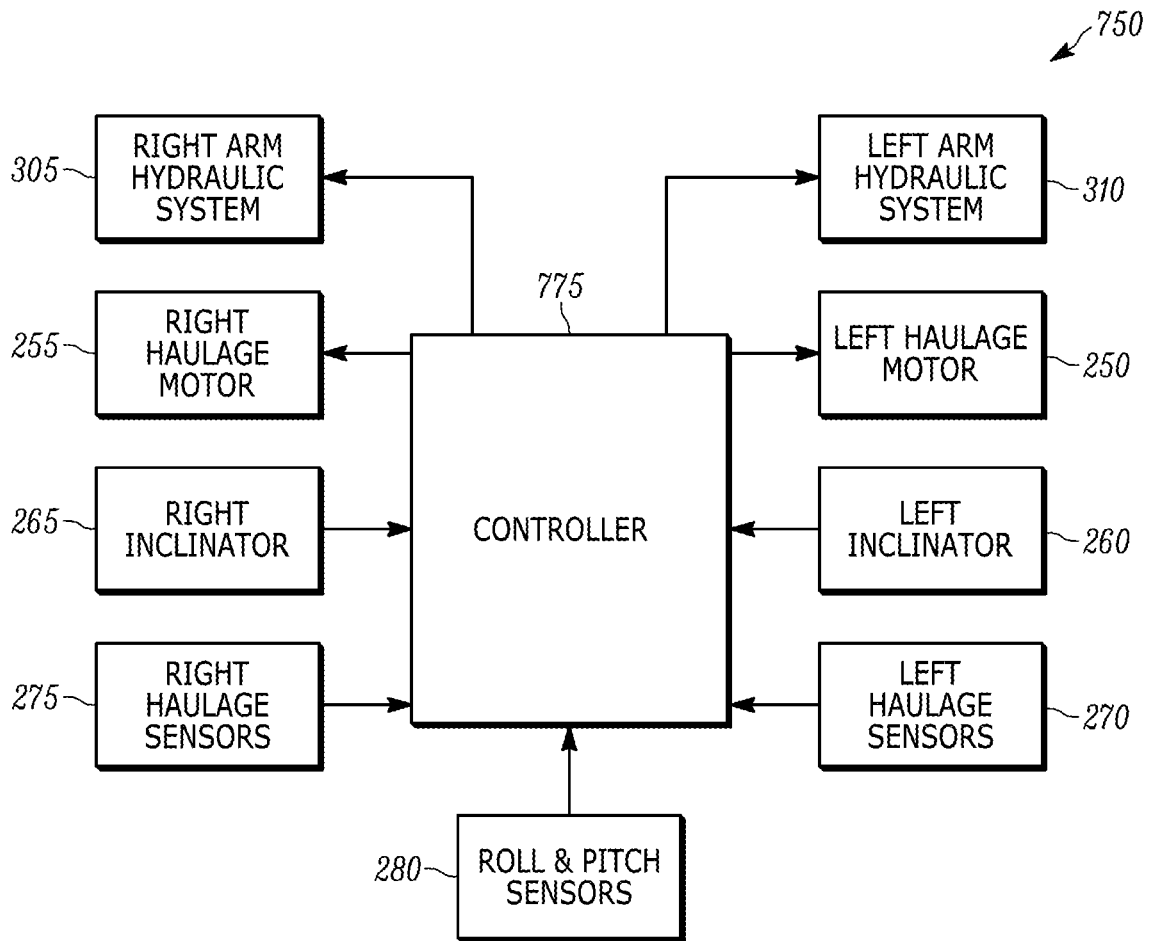 750
RIGHT ARM
HYDRAULIC
SYSTEM
305
LEFT ARM
HYDRAULIC
SYSTEM
310
775
RIGHT
HAULAGE
MOTOR
255
LEFT HAULAGE
MOTOR
250
RIGHT
INCLINATOR
265
CONTROLLER
LEFT
INCLINATOR
260
RIGHT
HAULAGE
SENSORS
275
LEFT
HAULAGE
SENSORS
270
ROLL & PITCH
SENSORS
280